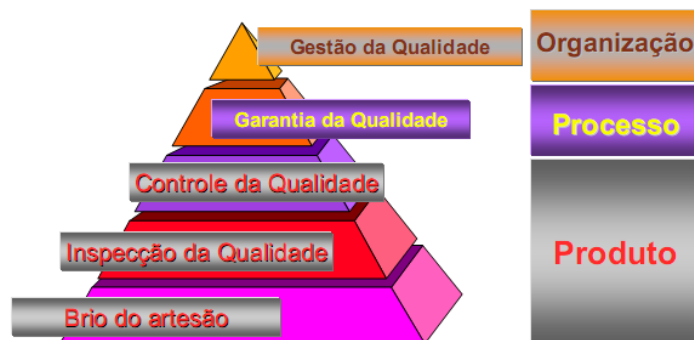 Gestão da Qualidade
Organização
Garantia da Qualidade
Processo
Controle da Qualidade
Inspecção da Qualidade
Produto
Brio do artesão